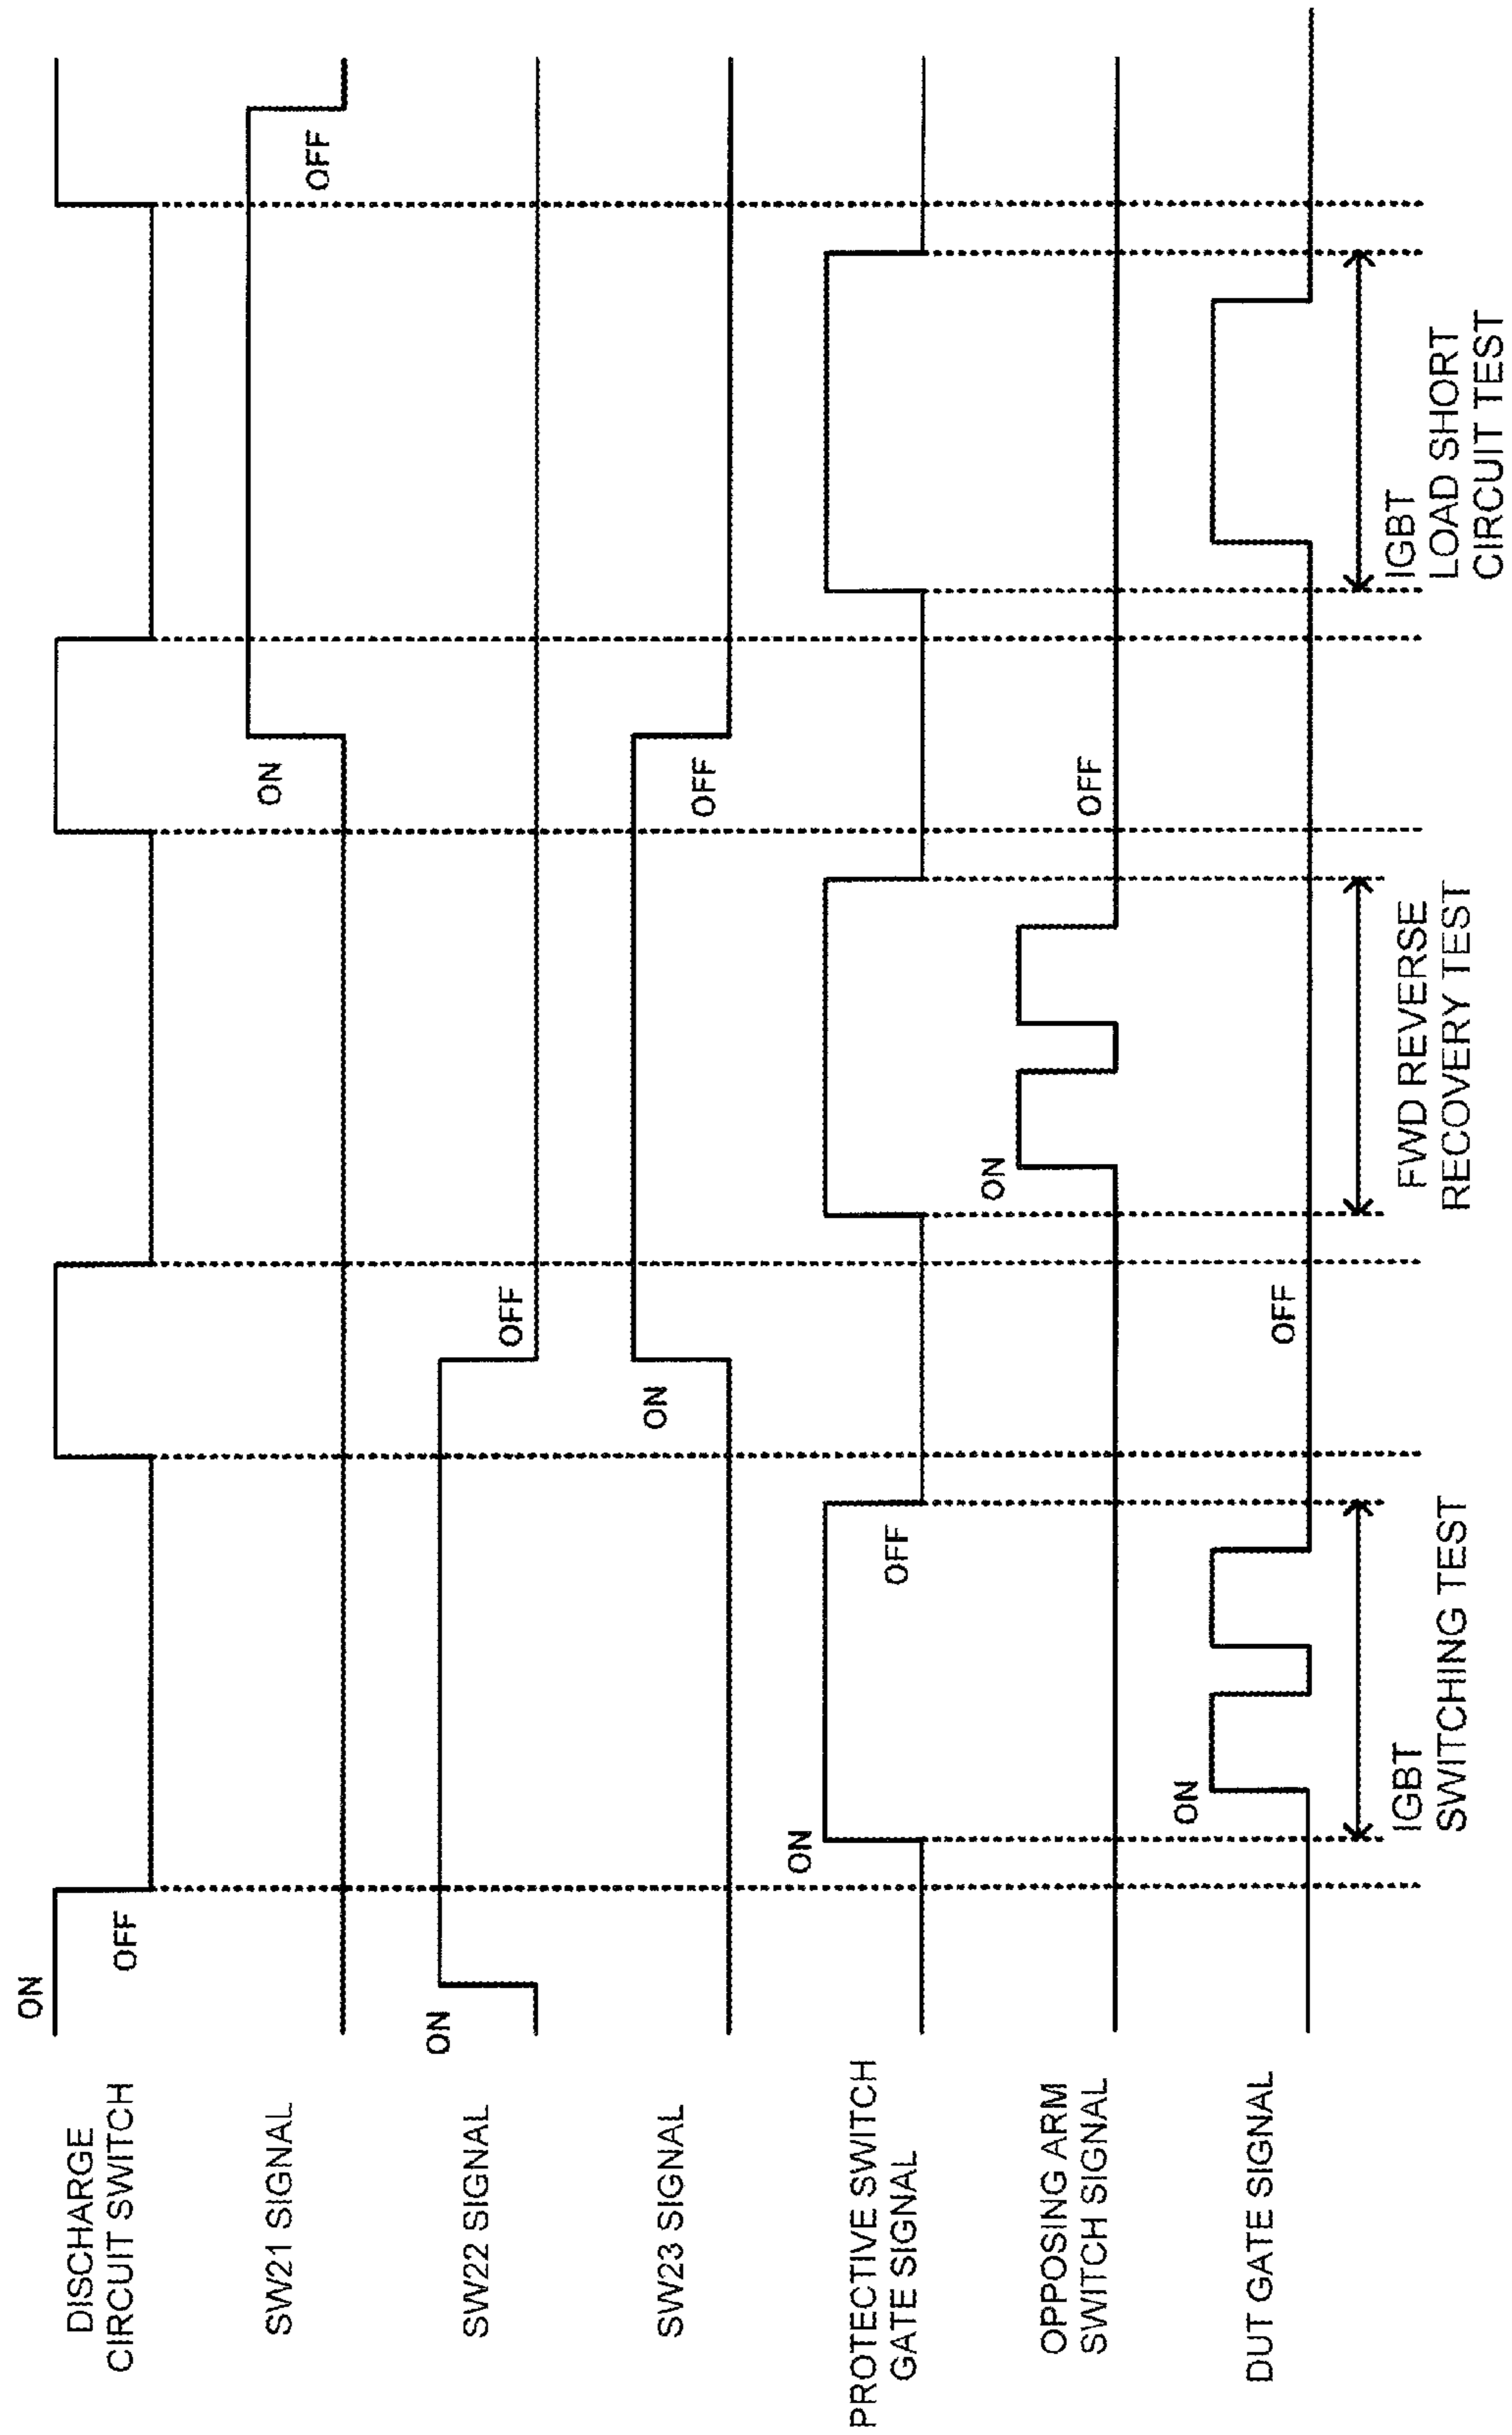 DISCHARGE
CIRCUIT SWITCH
ON
OFF
SW21 SIGNAL
ON
OFF
SW22 SIGNAL
ON
OFF
SW23 SIGNAL
ON
OFF
PROTECTIVE SWITCH
GATE SIGNAL
ON
OFF
OPPOSING ARM
SWITCH SIGNAL
ON
OFF
DUT GATE SIGNAL
ON
OFF
IGBT
SWITCHING TEST
FWD REVERSE
RECOVERY TEST
IGBT
LOAD SHORT
CIRCUIT TEST